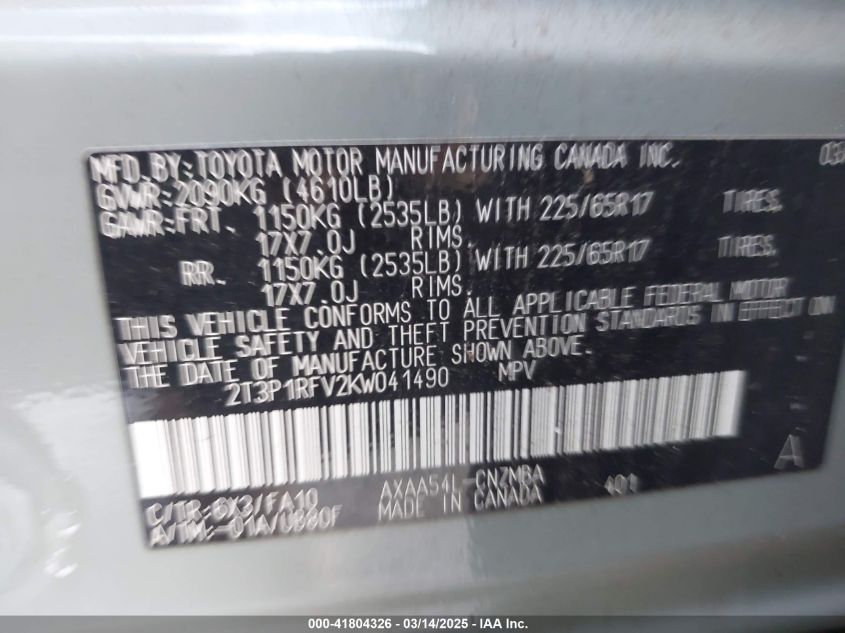 MFD. BY: TOYOTA MOTOR MANUFACTURING CANADA INC.
GVWR: 2090KG (4610LB)
GAWR: FRT. 1150KG (2535LB) WITH 225/65R17 TIRES.
17X7.0J RIMS.
RR. 1150KG (2535LB) WITH 225/65R17 TIRES.
17X7.0J RIMS.
THIS VEHICLE CONFORMS TO ALL APPLICABLE FEDERAL MOTOR
VEHICLE SAFETY AND THEFT PREVENTION STANDARDS IN EFFECT ON
THE DATE OF MANUFACTURE SHOWN ABOVE.
2T3P1RFV2KW041490 MPV
A
C/TR:6X3/FA10 AXAA54L-CNZMBA 401
A/TM:-01A/UB80F MADE IN CANADA
000-41804326 / 03/14/2025 - IAA Inc.